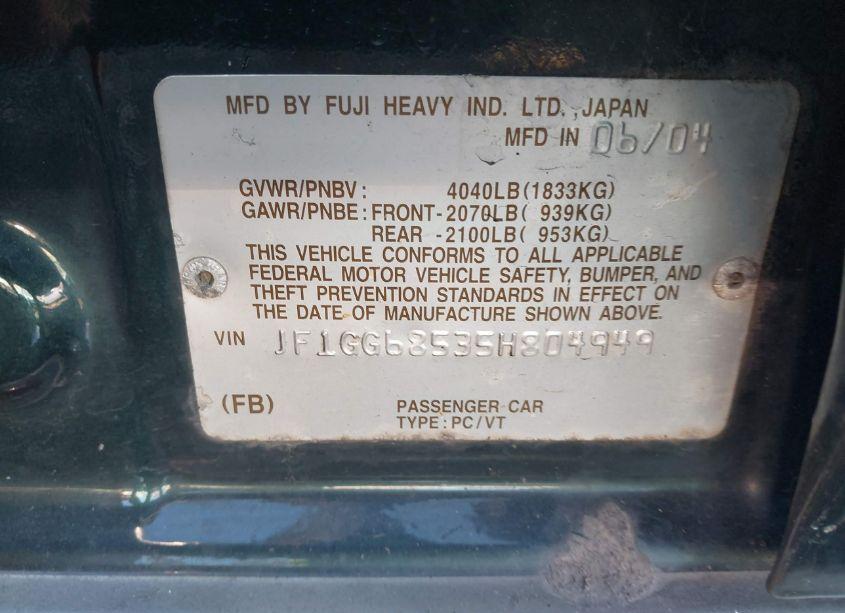 MFD BY FUJI HEAVY IND. LTD. ,JAPAN
MFD IN 06/04
GVWR/PNBV: 4040LB(1833KG)
GAWR/PNBE: FRONT-2070LB( 939KG)
REAR -2100LB( 953KG)
THIS VEHICLE CONFORMS TO ALL APPLICABLE
FEDERAL MOTOR VEHICLE SAFETY, BUMPER, AND
THEFT PREVENTION STANDARDS IN EFFECT ON
THE DATE OF MANUFACTURE SHOWN ABOVE.
VIN JF1GG68535H804949
(FB) PASSENGER CAR
TYPE:PC/VT